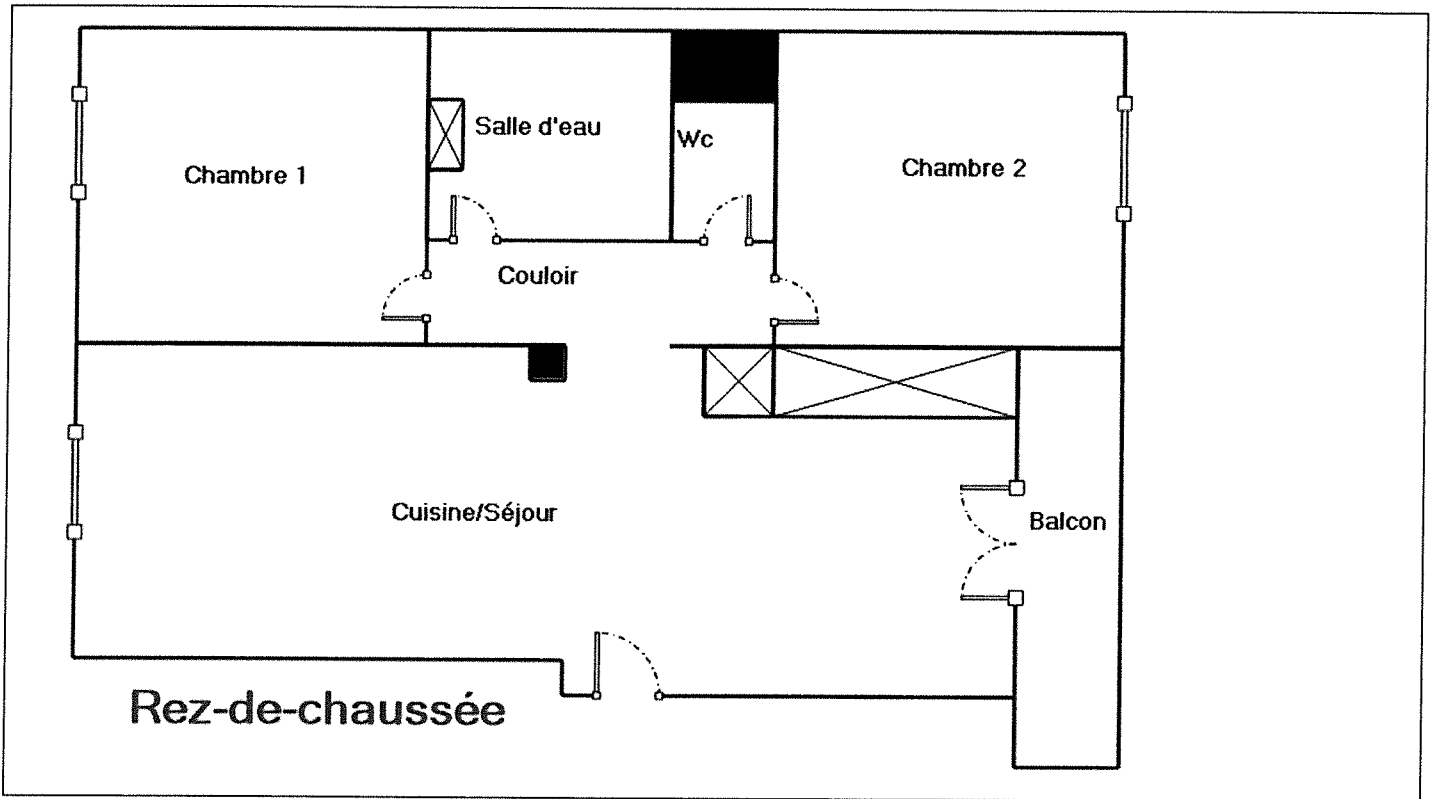 Salle d'eau
Wc
Chambre 1
Chambre 2
Couloir
Cuisine/Séjour
Balcon
Rez-de-chaussée